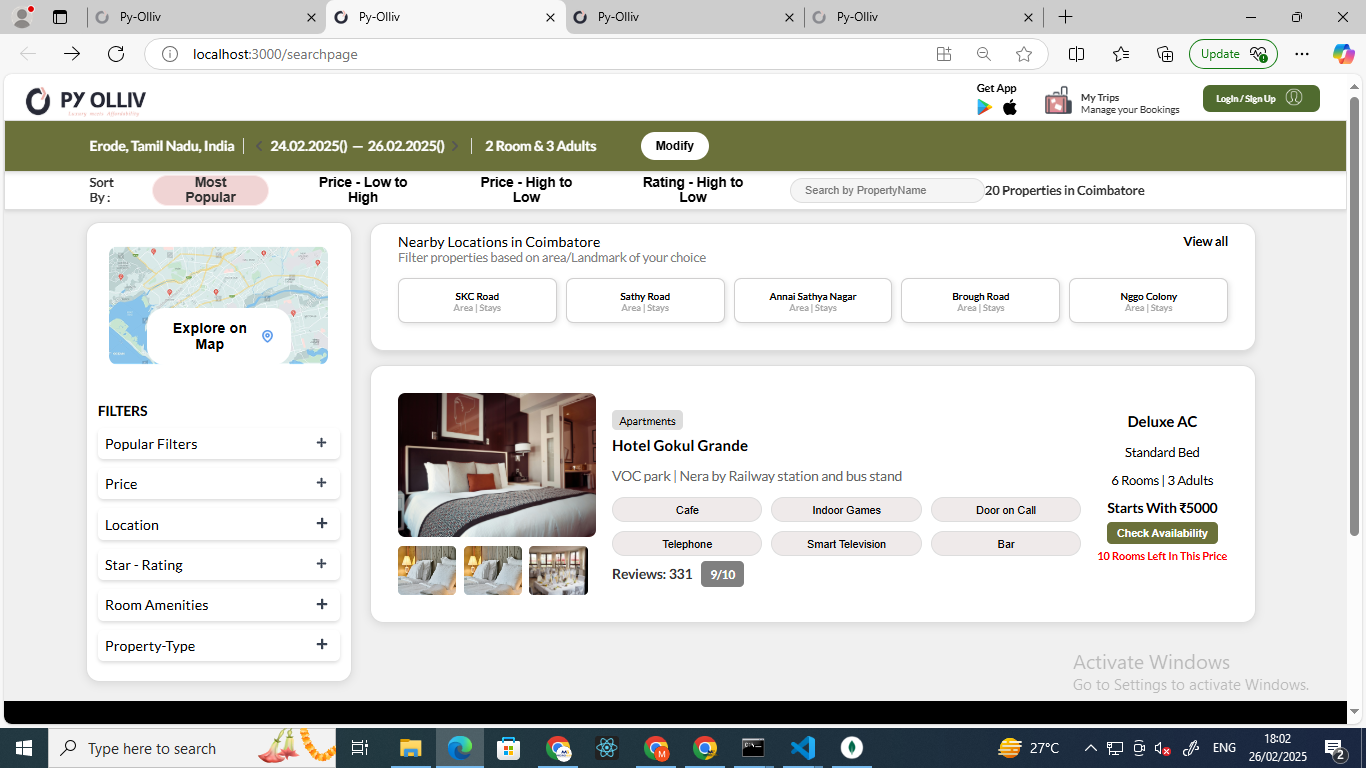 Py-Olliv
Py-Olliv
Py-Olliv
Py-Olliv
localhost:3000/searchpage
Update
PY OLLIV
Luxury meets Affordability
Get App
My Trips
Manage your Bookings
Login / Sign Up
Erode, Tamil Nadu, India
24.02.2025() — 26.02.2025()
2 Room & 3 Adults
Modify
Sort
By :
Most
Popular
Price - Low to
High
Price - High to
Low
Rating - High to
Low
Search by PropertyName
20 Properties in Coimbatore
Explore on
Map
FILTERS
Popular Filters +
Price +
Location +
Star - Rating +
Room Amenities +
Property-Type +
Nearby Locations in Coimbatore
View all
Filter properties based on area/Landmark of your choice
SKC Road
Area | Stays
Sathy Road
Area | Stays
Annai Sathya Nagar
Area | Stays
Brough Road
Area | Stays
Nggo Colony
Area | Stays
Apartments
Hotel Gokul Grande
VOC park | Nera by Railway station and bus stand
Cafe
Indoor Games
Door on Call
Telephone
Smart Television
Bar
Reviews: 331
9/10
Deluxe AC
Standard Bed
6 Rooms | 3 Adults
Starts With ₹5000
Check Availability
10 Rooms Left In This Price
Activate Windows
Go to Settings to activate Windows.
Type here to search
27°C
ENG
18:02
26/02/2025
2